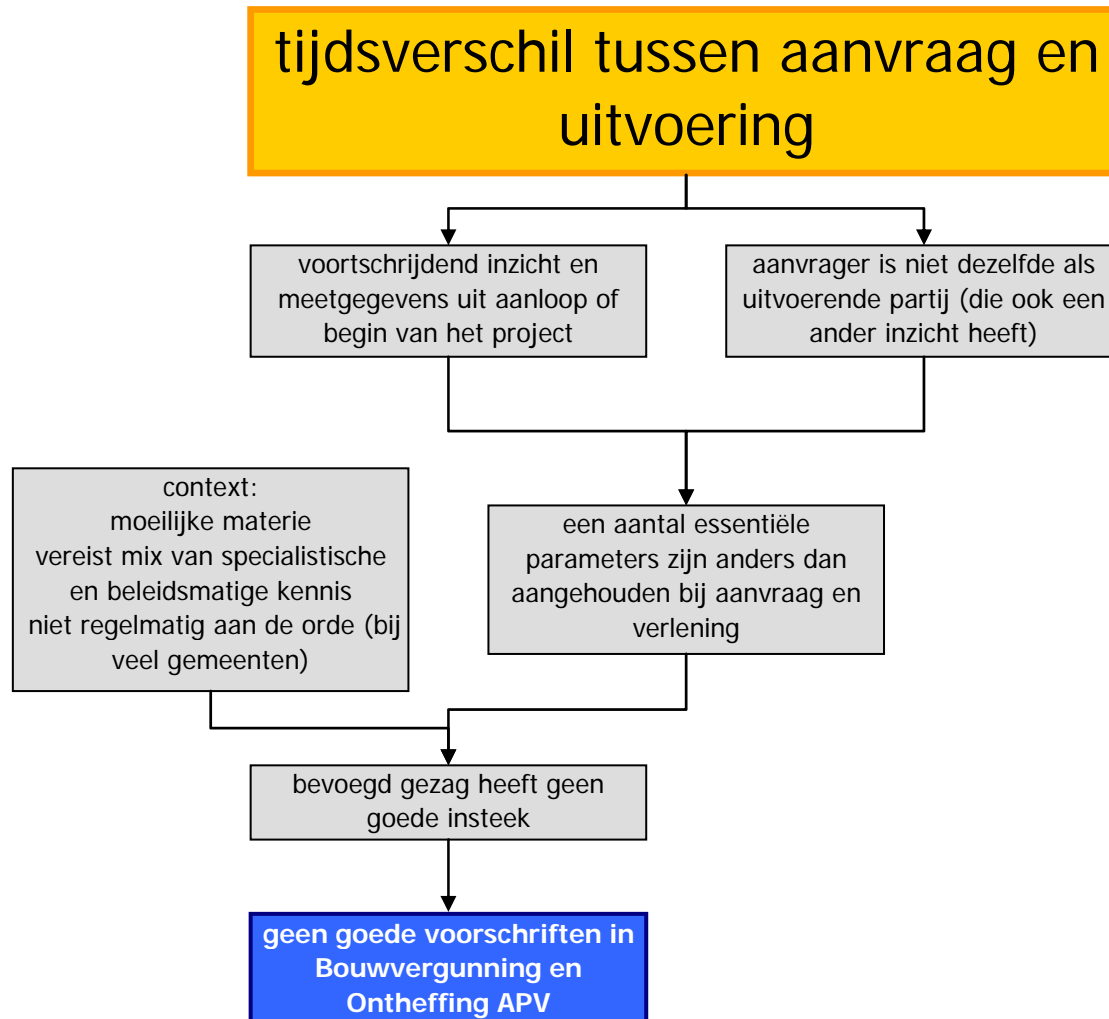 tijdsverschil tussen aanvraag en
uitvoering
voortschrijdend inzicht en
meetgegevens uit aanloop of
begin van het project
aanvrager is niet dezelfde als
uitvoerende partij (die ook een
ander inzicht heeft)
context:
moeilijke materie
vereist mix van specialistische
en beleidsmatige kennis
niet regelmatig aan de orde (bij
veel gemeenten)
een aantal essentiële
parameters zijn anders dan
aangehouden bij aanvraag en
verlening
bevoegd gezag heeft geen
goede insteek
geen goede voorschriften in
Bouwvergunning en
Ontheffing APV